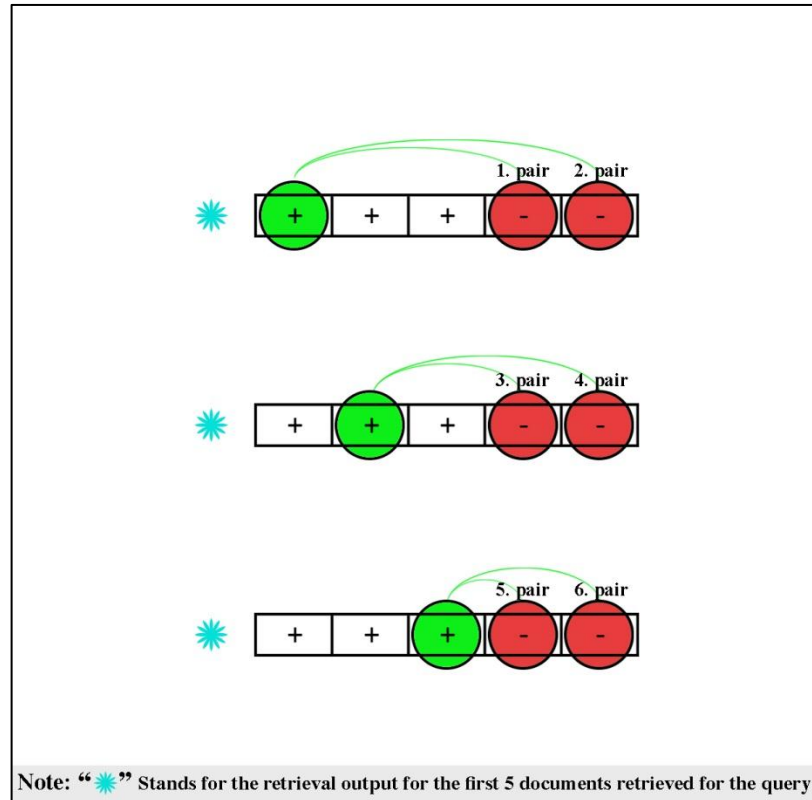 1. pair 2. pair
+ + + - -
3. pair 4. pair
+ + + - -
5. pair 6. pair
+ + + - -
Note: “✺” Stands for the retrieval output for the first 5 documents retrieved for the query